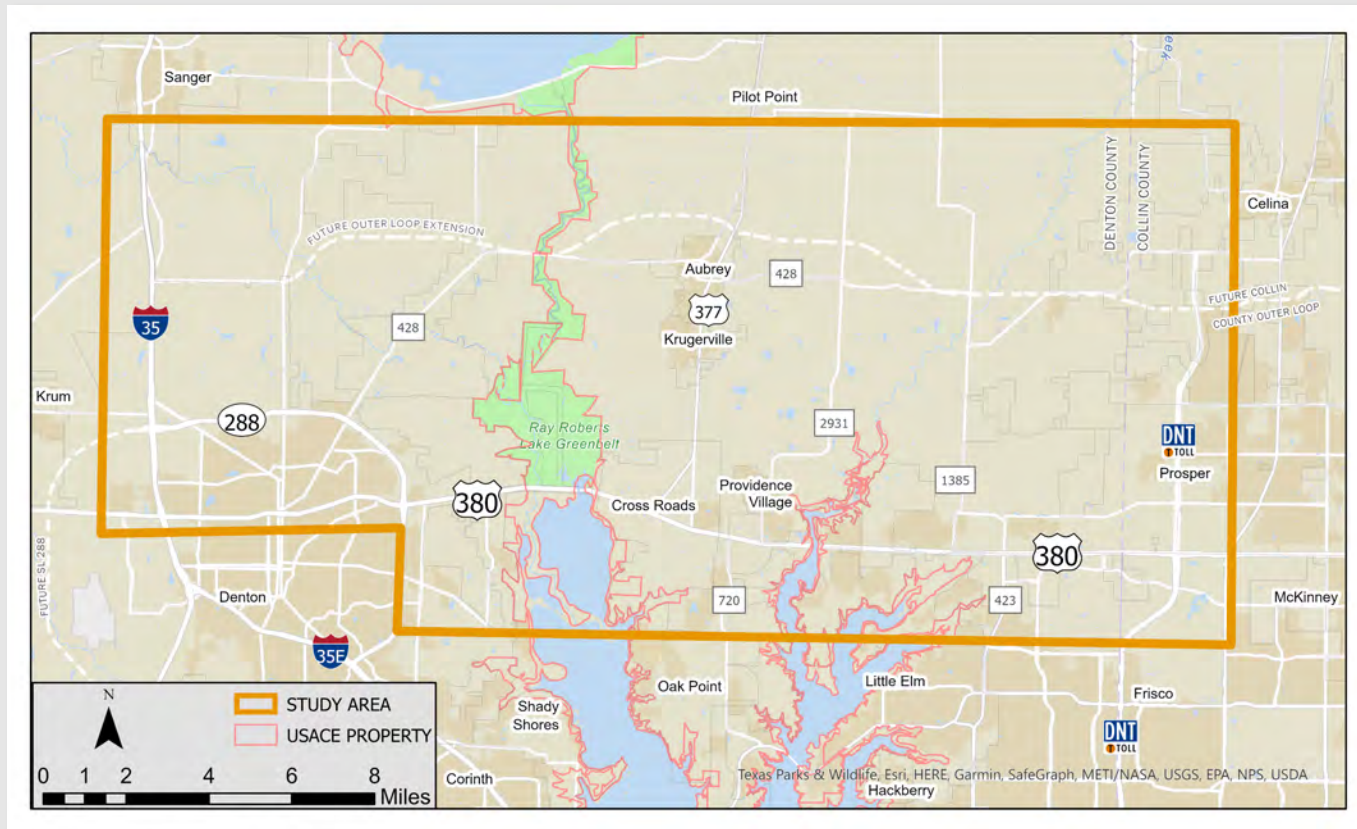 Sanger
Pilot Point
eek
DENTON COUNTY
COLLIN COUNTY
Celina
FUTURE OUTER LOOP EXTENSION
Aubrey
428
FUTURE COLLIN
COUNTY OUTER LOOP
35
428
377
Krugerville
Krum
288
Ray Roberts
Lake Greenbelt
2931
DNT
TOLL
Prosper
1385
Providence
Village
380
Cross Roads
380
FUTURE SL 288
Denton
720
423
McKinney
35E
Oak Point
Little Elm
Frisco
Shady
Shores
DNT
TOLL
Corinth
Hackberry
N
STUDY AREA
USACE PROPERTY
0 1 2 4 6 8
Miles
Texas Parks & Wildlife, Esri, HERE, Garmin, SafeGraph, METI/NASA, USGS, EPA, NPS, USDA